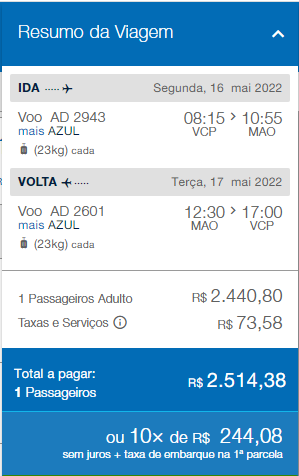 Resumo da Viagem
IDA ..... Segunda, 16 mai 2022
Voo AD 2943 08:15 > 10:55
mais AZUL VCP MAO
(23kg) cada
VOLTA ..... Terça, 17 mai 2022
Voo AD 2601 12:30 > 17:00
mais AZUL MAO VCP
(23kg) cada
1 Passageiros Adulto R$ 2.440,80
Taxas e Serviços R$ 73,58
Total a pagar:
1 Passageiros R$ 2.514,38
ou 10x de R$ 244,08
sem juros + taxa de embarque na 1ª parcela